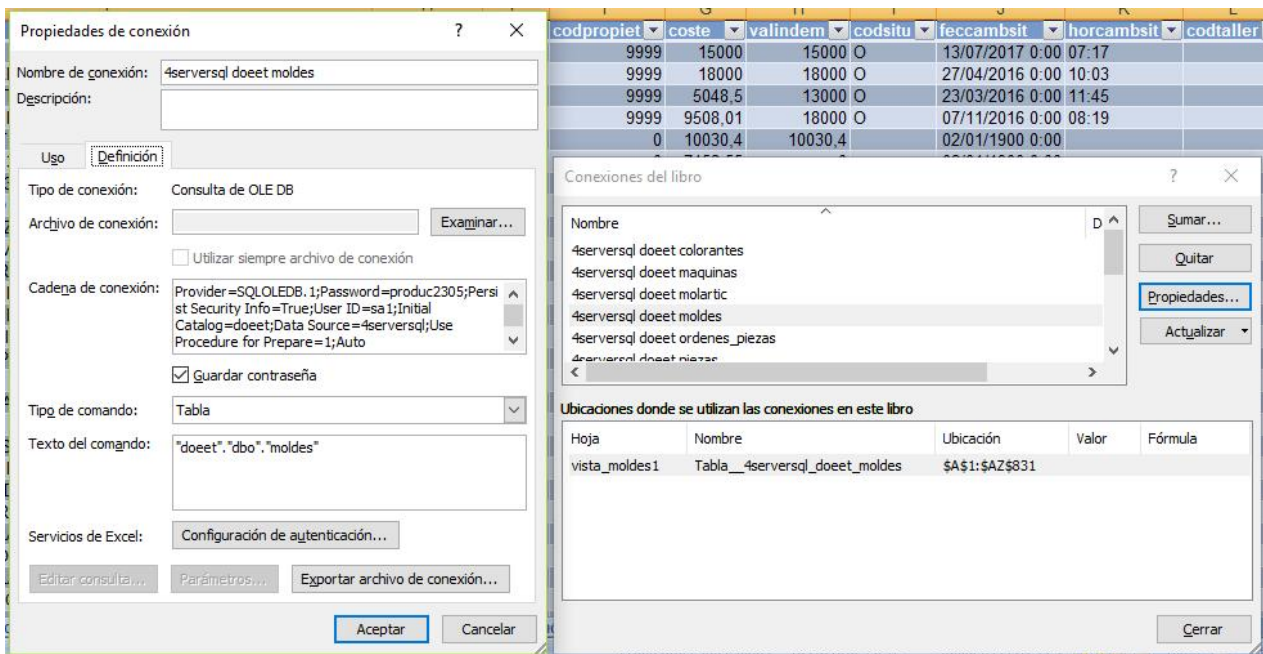 Propiedades de conexión ? ×
Nombre de conexión: 4serversql doeet moldes
Descripción:
Uso Definición
Tipo de conexión: Consulta de OLE DB
Archivo de conexión: Examinar...
Utilizar siempre archivo de conexión
Cadena de conexión: Provider=SQLOLEDB.1;Password=produc2305;Persi
st Security Info=True;User ID=sa1;Initial
Catalog=doeet;Data Source=4serversql;Use
Procedure for Prepare=1;Auto
Guardar contraseña
Tipo de comando: Tabla
Texto del comando: "doeet"."dbo"."moldes"
Servicios de Excel: Configuración de autenticación...
Editar consulta... Parámetros... Exportar archivo de conexión...
Aceptar Cancelar
codpropiet coste valindem codsitu feccambsit horcambsit codtaller
9999 15000 15000 O 13/07/2017 0:00 07:17
9999 18000 18000 O 27/04/2016 0:00 10:03
9999 5048,5 13000 O 23/03/2016 0:00 11:45
9999 9508,01 18000 O 07/11/2016 0:00 08:19
0 10030,4 10030,4 02/01/1900 0:00
Conexiones del libro ? ×
Nombre D
4serversql doeet colorantes
4serversql doeet maquinas
4serversql doeet molartic
4serversql doeet moldes
4serversql doeet ordenes_piezas
4serversql doeet piezas
Sumar...
Quitar
Propiedades...
Actualizar
Ubicaciones donde se utilizan las conexiones en este libro
Hoja Nombre Ubicación Valor Fórmula
vista_moldes1 Tabla__4serversql_doeet_moldes $A$1:$AZ$831
Cerrar